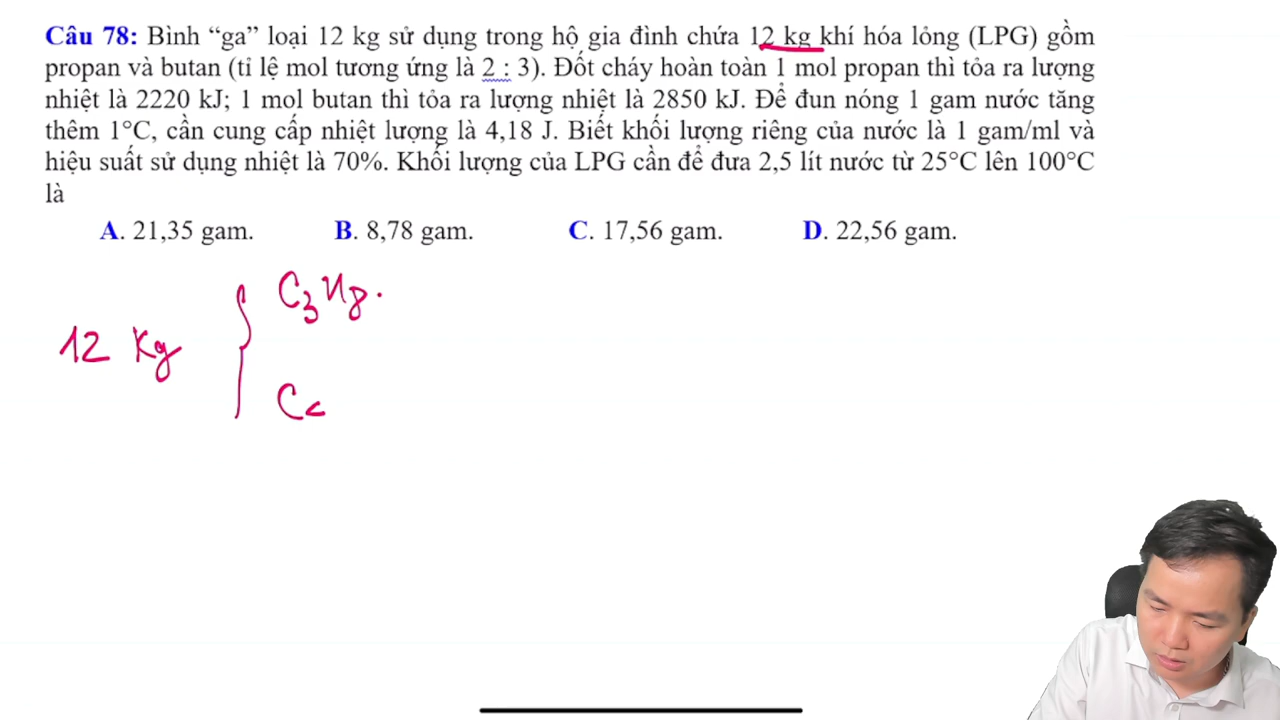 Câu 78: Bình “ga” loại 12 kg sử dụng trong hộ gia đình chứa 12 kg khí hóa lỏng (LPG) gồm
propan và butan (tỉ lệ mol tương ứng là 2 : 3). Đốt cháy hoàn toàn 1 mol propan thì tỏa ra lượng
nhiệt là 2220 kJ; 1 mol butan thì tỏa ra lượng nhiệt là 2850 kJ. Để đun nóng 1 gam nước tăng
thêm 1°C, cần cung cấp nhiệt lượng là 4,18 J. Biết khối lượng riêng của nước là 1 gam/ml và
hiệu suất sử dụng nhiệt là 70%. Khối lượng của LPG cần để đưa 2,5 lít nước từ 25°C lên 100°C
là
A. 21,35 gam. B. 8,78 gam. C. 17,56 gam. D. 22,56 gam.
C₃H₈.
12 Kg
C